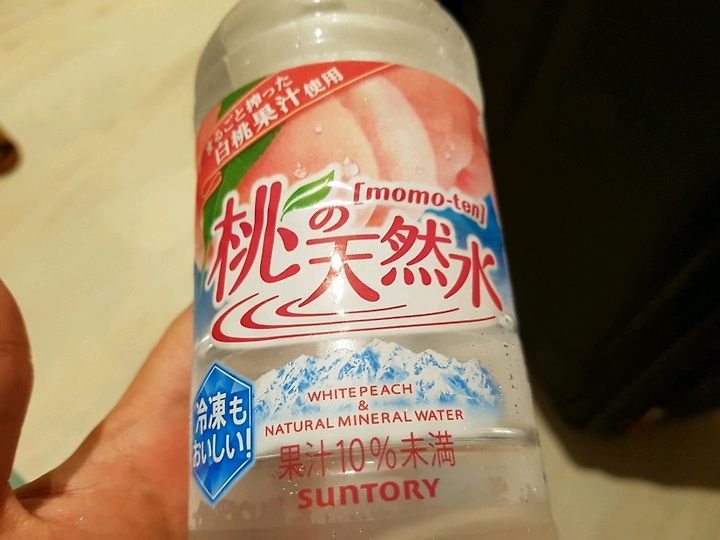 まるごと搾った
白桃果汁使用
[momo-ten]
桃の天然水
冷凍も
おいしい!
WHITE PEACH
&
NATURAL MINERAL WATER
果汁10%未満
SUNTORY